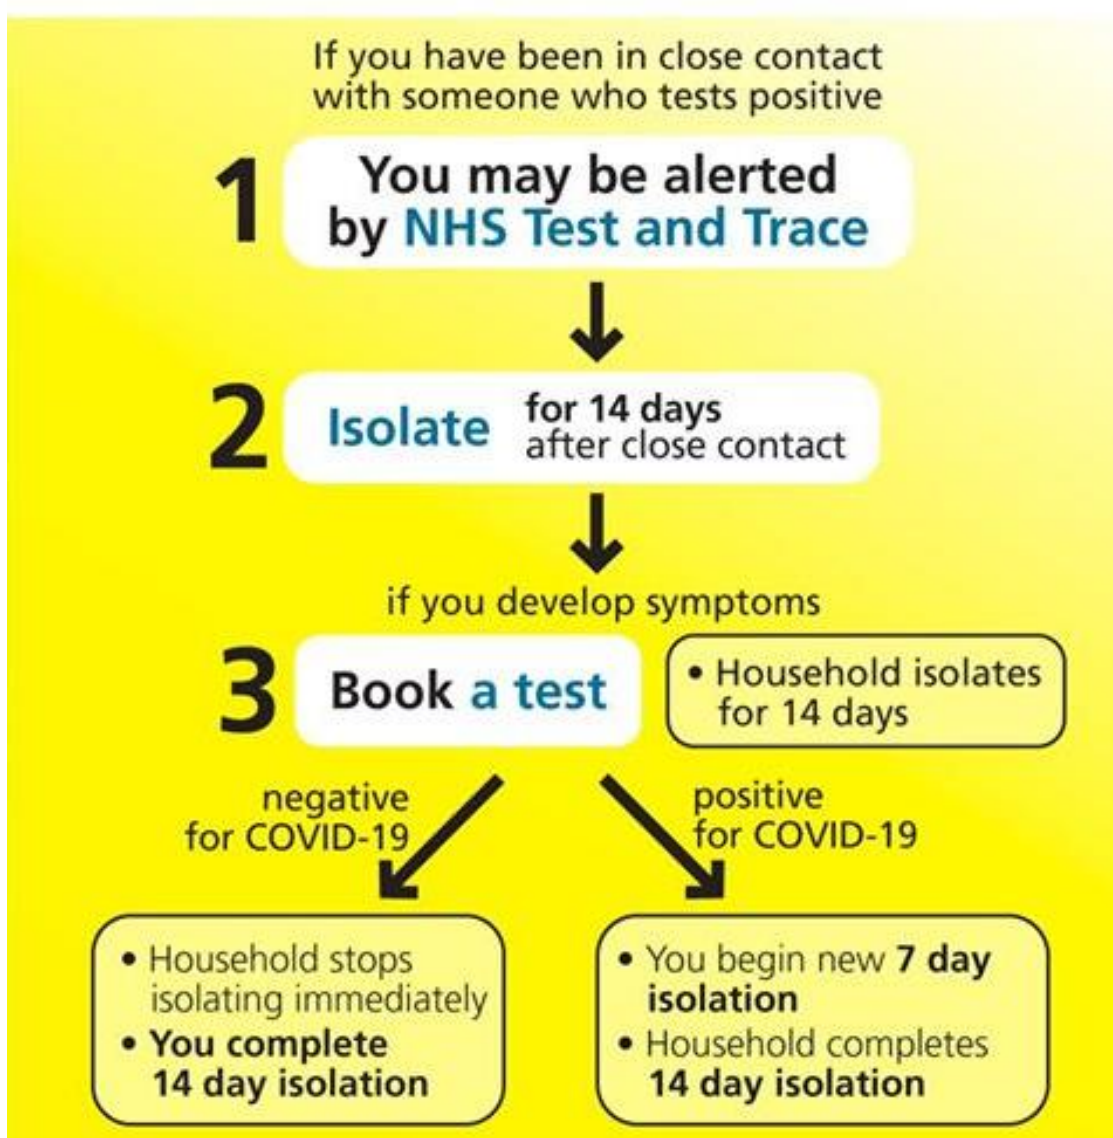 If you have been in close contact
with someone who tests positive
1
You may be alerted
by NHS Test and Trace
2
Isolate
for 14 days
after close contact
if you develop symptoms
3
Book a test
• Household isolates
for 14 days
negative
for COVID-19
positive
for COVID-19
• Household stops
isolating immediately
• You complete
14 day isolation
• You begin new 7 day
isolation
• Household completes
14 day isolation